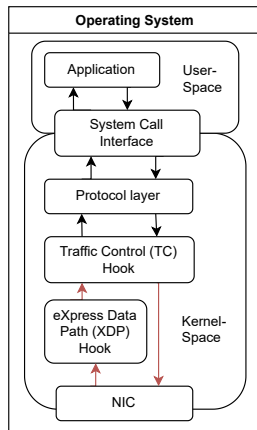 Operating System
Application
User-
Space
System Call
Interface
Protocol layer
Traffic Control (TC)
Hook
eXpress Data
Path (XDP)
Hook
Kernel-
Space
NIC